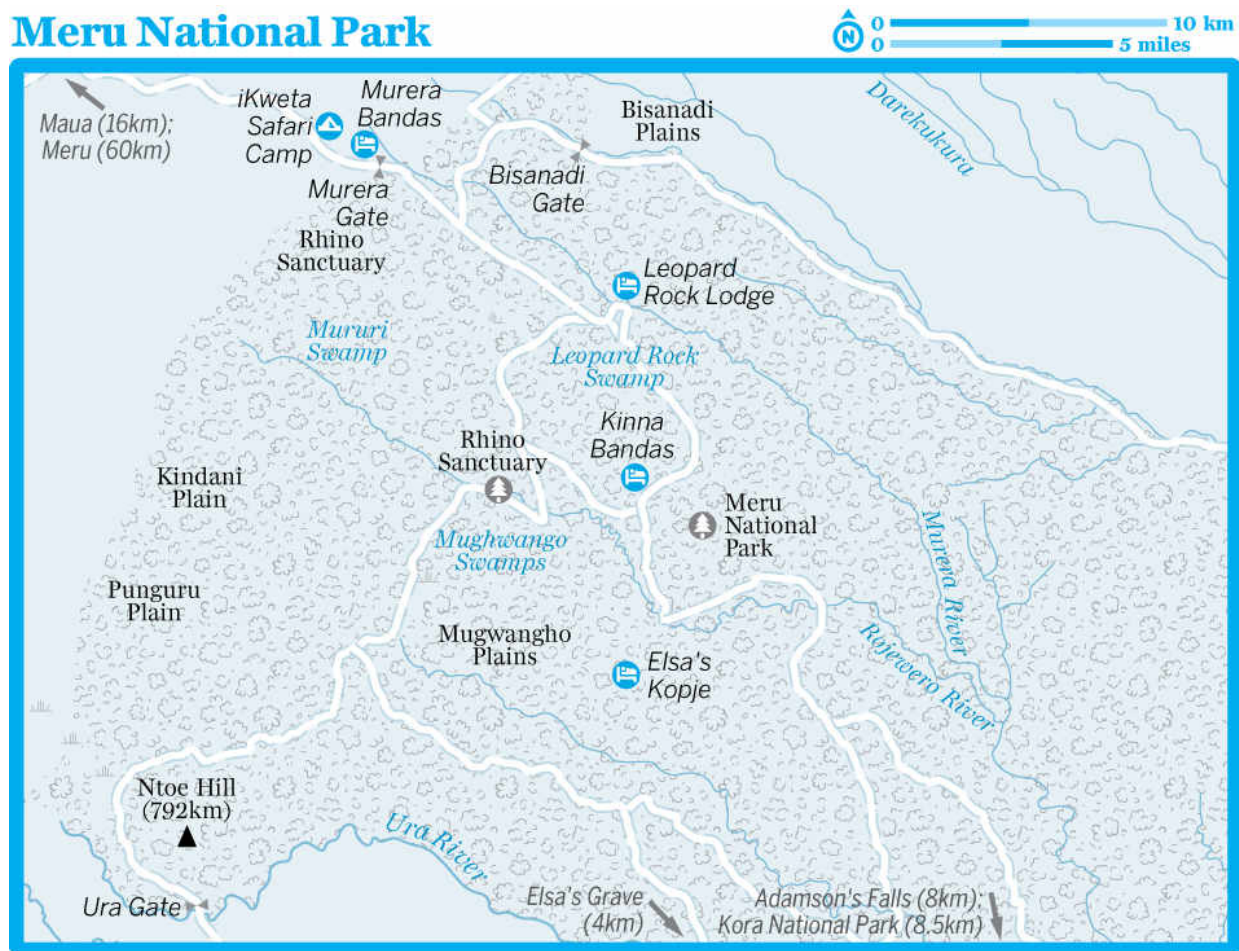 Meru National Park
N
0
10 km
0
5 miles
Maua (16km);
Meru (60km)
iKweta
Safari
Camp
Murera
Bandas
Murera
Gate
Rhino
Sanctuary
Bisanadi
Gate
Bisanadi
Plains
Darekukura
Leopard
Rock Lodge
Mururi
Swamp
Leopard Rock
Swamp
Kinna
Bandas
Rhino
Sanctuary
Kindani
Plain
Meru
National
Park
Mughwango
Swamps
Murera River
Punguru
Plain
Mugwangho
Plains
Elsa's
Kopje
Rojewero River
Ntoe Hill
(792km)
Ura River
Ura Gate
Elsa's Grave
(4km)
Adamson's Falls (8km);
Kora National Park (8.5km)